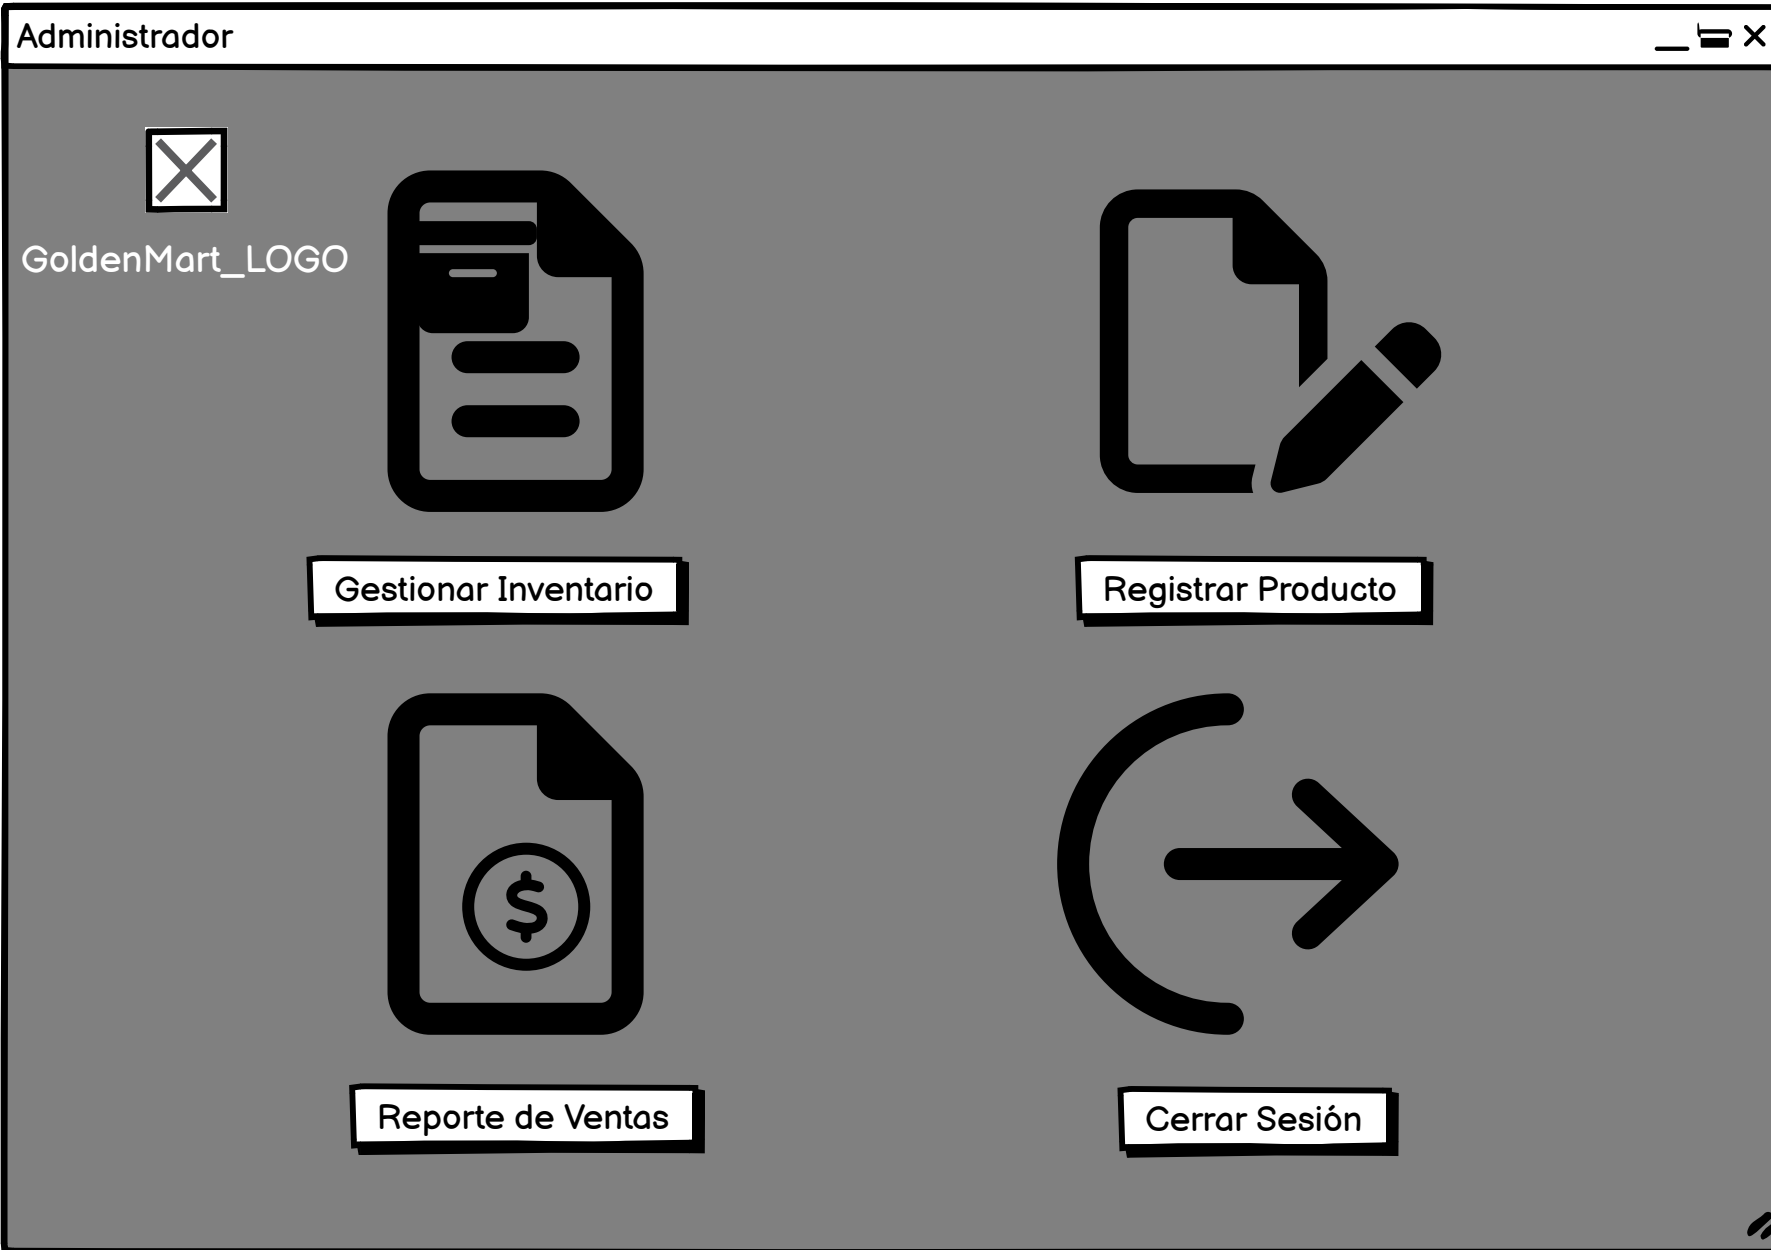 Administrador
GoldenMart_LOGO
Gestionar Inventario
Registrar Producto
$
Reporte de Ventas
Cerrar Sesión